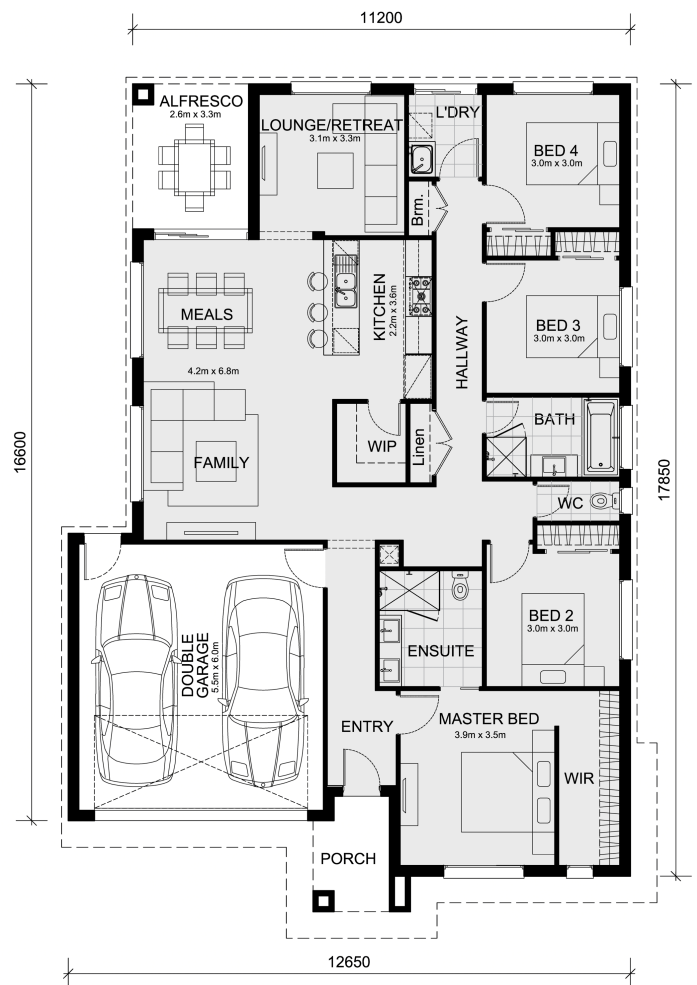 11200
ALFRESCO
2.6m x 3.3m
LOUNGE/RETREAT
3.1m x 3.3m
L'DRY
BED 4
3.0m x 3.0m
Brm.
MEALS
4.2m x 6.8m
KITCHEN
2.2m x 3.6m
HALLWAY
BED 3
3.0m x 3.0m
BATH
WIP
Linen
FAMILY
WC
16600
17850
DOUBLE
GARAGE
5.5m x 6.0m
BED 2
3.0m x 3.0m
ENSUITE
ENTRY
MASTER BED
3.9m x 3.5m
WIR
PORCH
12650